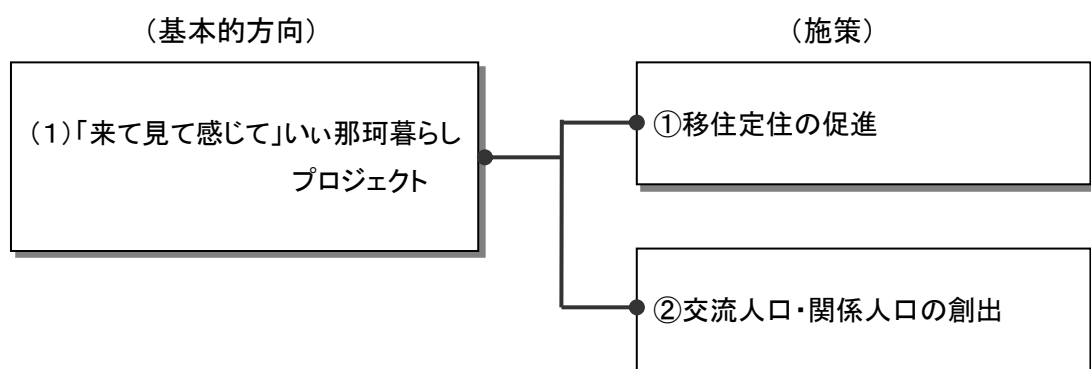 （基本的方向）
（施策）
（１）「来て見て感じて」いぃ那珂暮らし
プロジェクト
①移住定住の促進
②交流人口・関係人口の創出